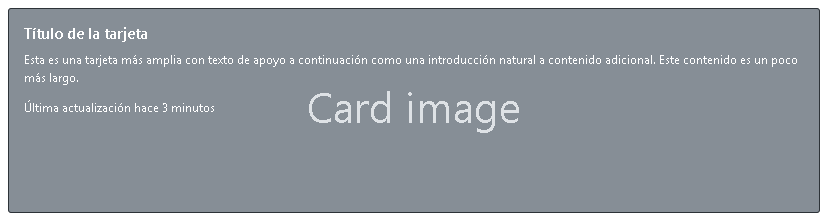 Título de la tarjeta
Esta es una tarjeta más amplia con texto de apoyo a continuación como una introducción natural a contenido adicional. Este contenido es un poco
más largo.
Última actualización hace 3 minutos
Card image